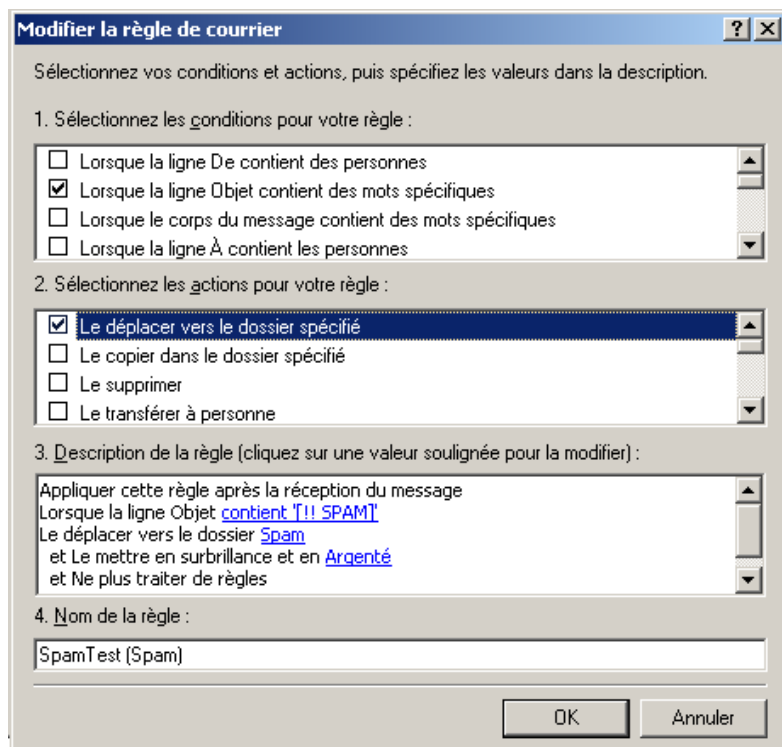 Modifier la règle de courrier
Sélectionnez vos conditions et actions, puis spécifiez les valeurs dans la description.
1. Sélectionnez les conditions pour votre règle :
Lorsque la ligne De contient des personnes
Lorsque la ligne Objet contient des mots spécifiques
Lorsque le corps du message contient des mots spécifiques
Lorsque la ligne À contient les personnes
2. Sélectionnez les actions pour votre règle :
Le déplacer vers le dossier spécifié
Le copier dans le dossier spécifié
Le supprimer
Le transférer à personne
3. Description de la règle (cliquez sur une valeur soulignée pour la modifier) :
Appliquer cette règle après la réception du message
Lorsque la ligne Objet contient '[!! SPAM]'
Le déplacer vers le dossier Spam
et Le mettre en surbrillance et en Argenté
et Ne plus traiter de règles
4. Nom de la règle :
SpamTest (Spam)
OK Annuler